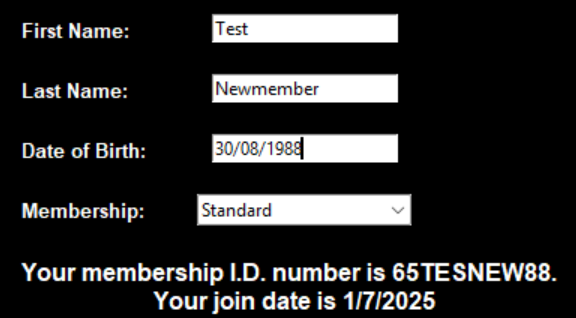 First Name: Test
Last Name: Newmember
Date of Birth: 30/08/1988
Membership: Standard
Your membership I.D. number is 65TESNEW88.
Your join date is 1/7/2025